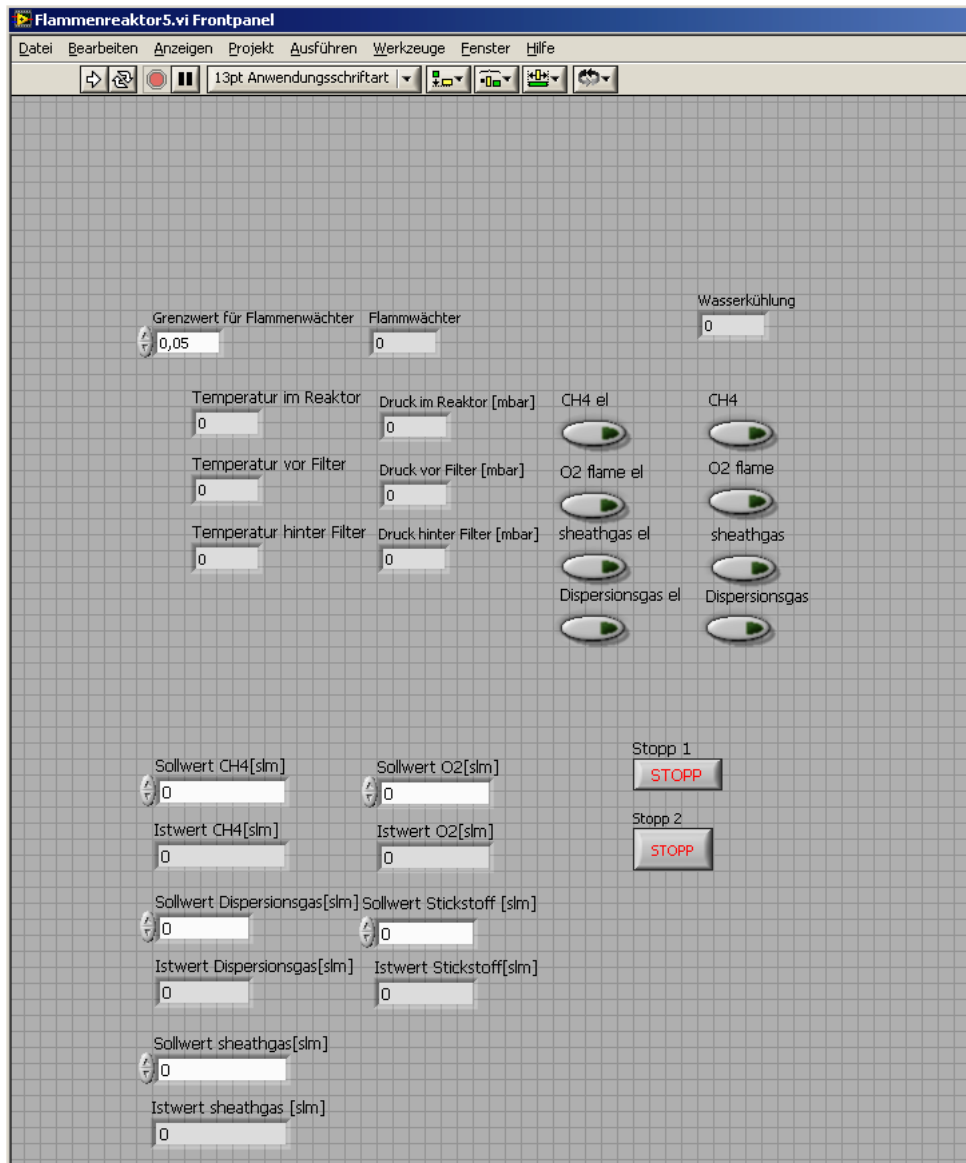 Flammenreaktor5.vi Frontpanel
Datei Bearbeiten Anzeigen Projekt Ausführen Werkzeuge Fenster Hilfe
13pt Anwendungsschriftart
Wasserkühlung
0
Grenzwert für Flammenwächter Flammwächter
0,05 0
Temperatur im Reaktor Druck im Reaktor [mbar] CH4 el CH4
0 0
Temperatur vor Filter Druck vor Filter [mbar] O2 flame el O2 flame
0 0
Temperatur hinter Filter Druck hinter Filter [mbar] sheathgas el sheathgas
0 0
Dispersionsgas el Dispersionsgas
Stopp 1
Sollwert CH4[slm] Sollwert O2[slm] STOPP
0 0
Stopp 2
Istwert CH4[slm] Istwert O2[slm] STOPP
0 0
Sollwert Dispersionsgas[slm] Sollwert Stickstoff [slm]
0 0
Istwert Dispersionsgas[slm] Istwert Stickstoff[slm]
0 0
Sollwert sheathgas[slm]
0
Istwert sheathgas [slm]
0